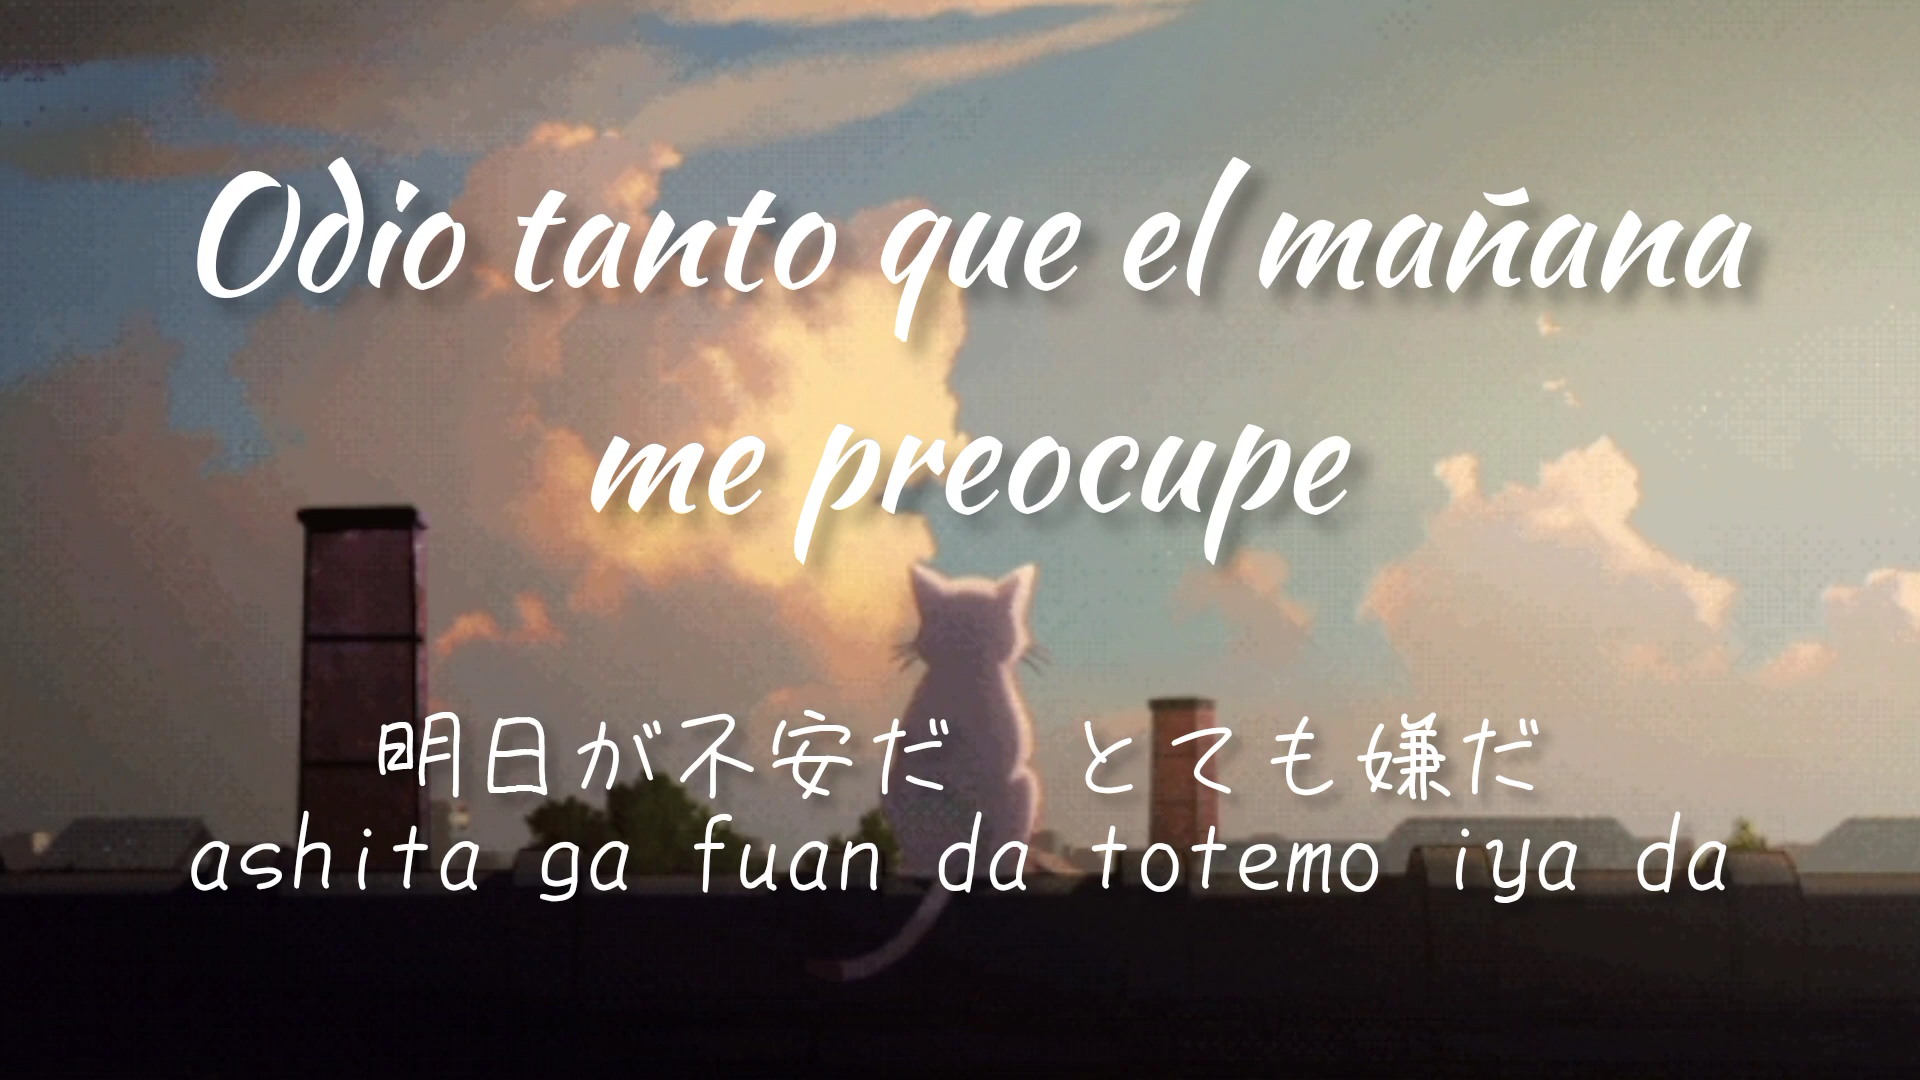 Odio tanto que el mañana
me preocupe
明日が不安だ　とても嫌だ
ashita ga fuan da totemo iya da